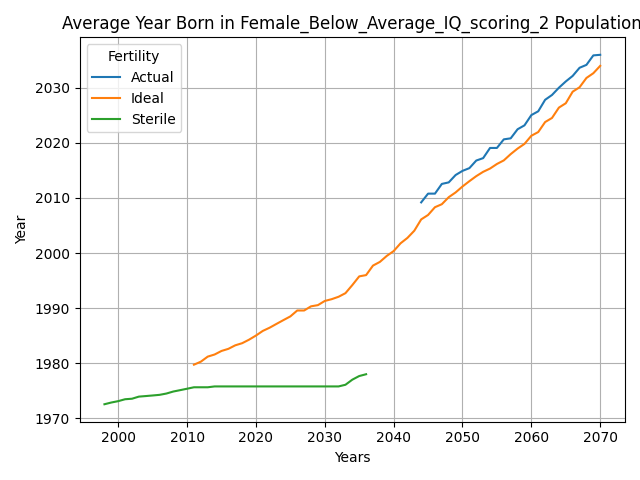 Average Year Born in Female_Below_Average_IQ_scoring_2 Population
Fertility
Actual
Ideal
Sterile
Year
2030
2020
2010
2000
1990
1980
1970
2000 2010 2020 2030 2040 2050 2060 2070
Years